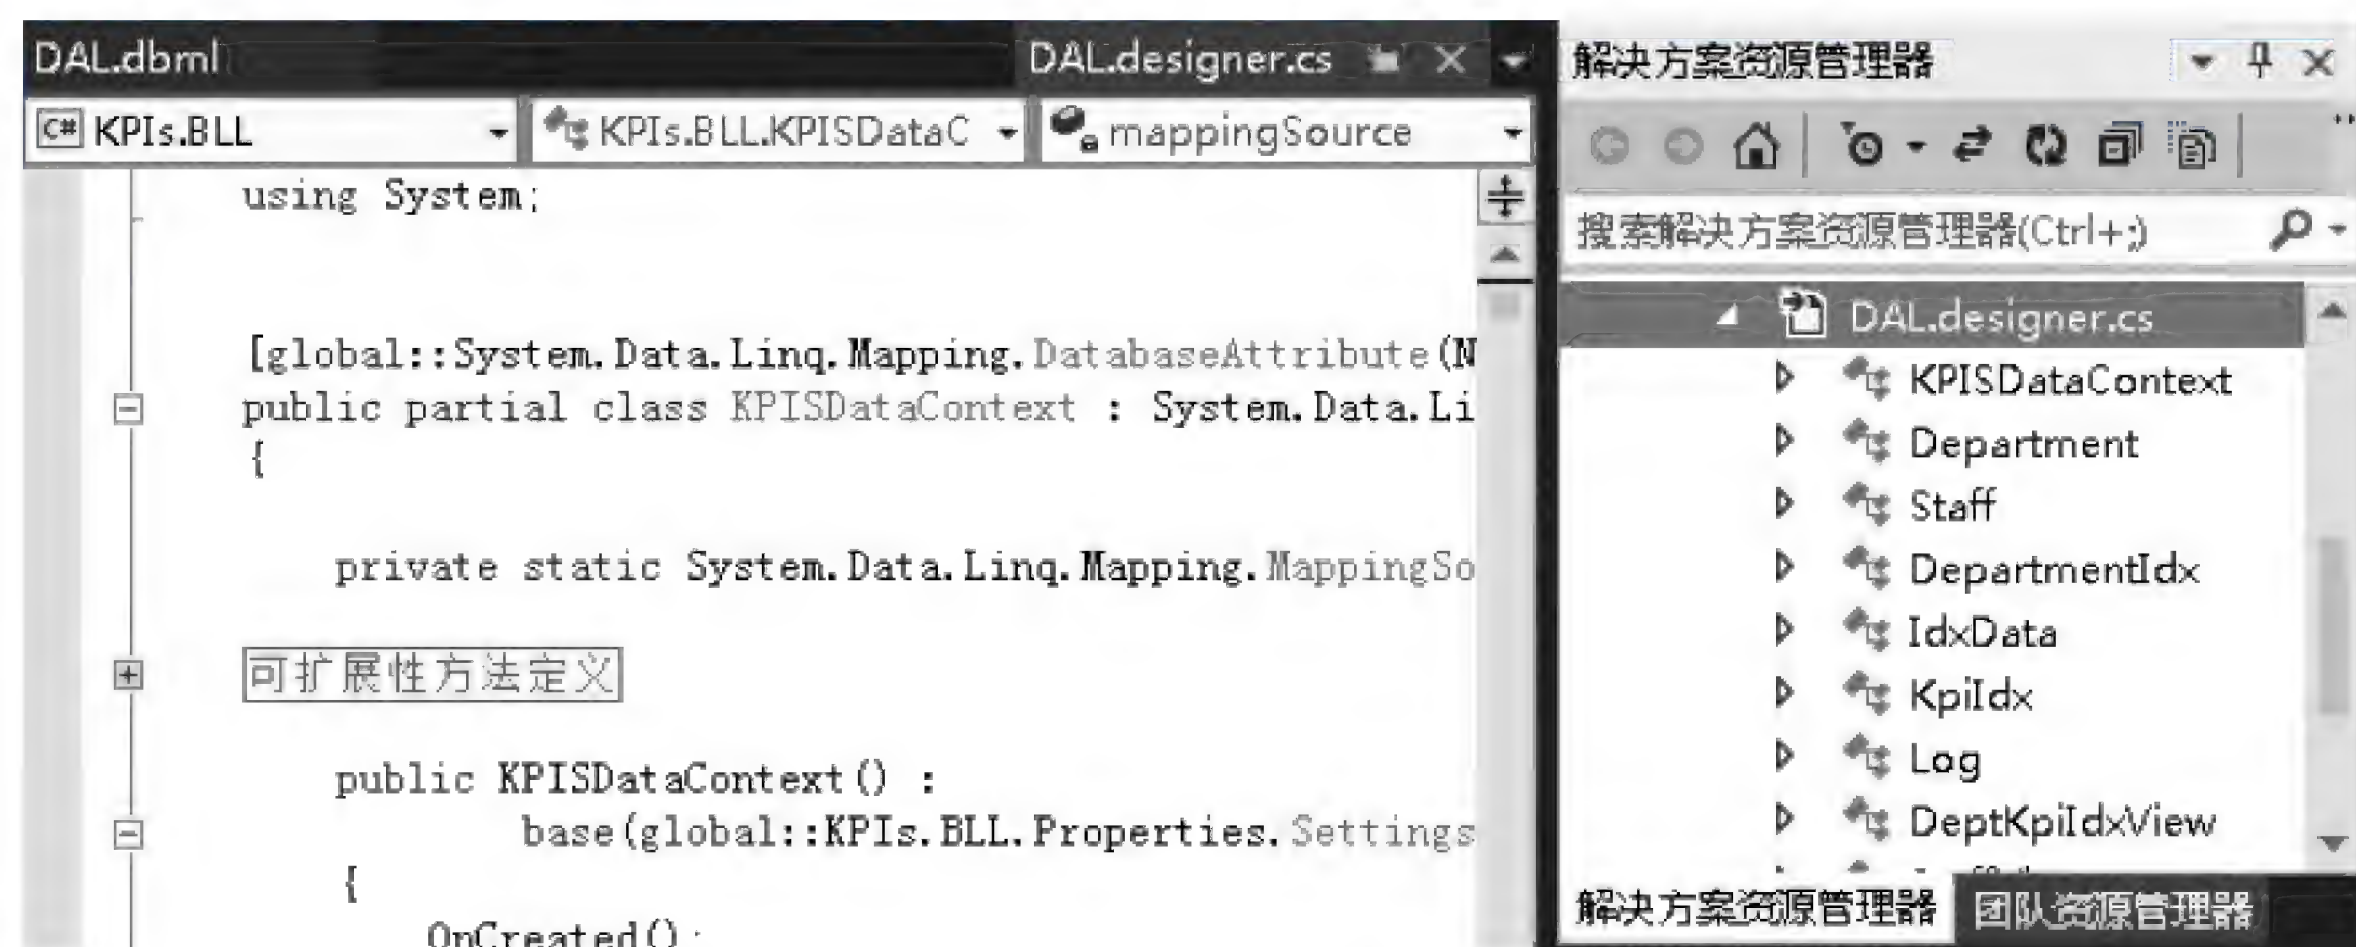 DAL.dbml
DAL.designer.cs
C# KPIs.BLL
KPIs.BLL.KPISDataC
mappingSource
using System;
[global::System.Data.Linq.Mapping.DatabaseAttribute(N
public partial class KPISDataContext : System.Data.Li
{
private static System.Data.Linq.Mapping.MappingSo
可扩展性方法定义
public KPISDataContext() :
base(global::KPIs.BLL.Properties.Settings
{
OnCreated();
解决方案资源管理器
搜索解决方案资源管理器(Ctrl+;)
DAL.designer.cs
KPISDataContext
Department
Staff
DepartmentIdx
IdxData
KpiIdx
Log
DeptKpiIdxView
解决方案资源管理器
团队资源管理器